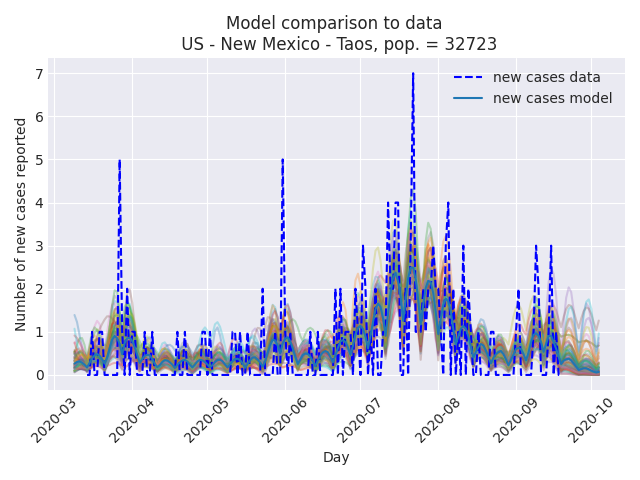 Model comparison to data
US - New Mexico - Taos, pop. = 32723
new cases data
new cases model
Number of new cases reported
7
6
5
4
3
2
1
0
2020-03
2020-04
2020-05
2020-06
2020-07
2020-08
2020-09
2020-10
Day